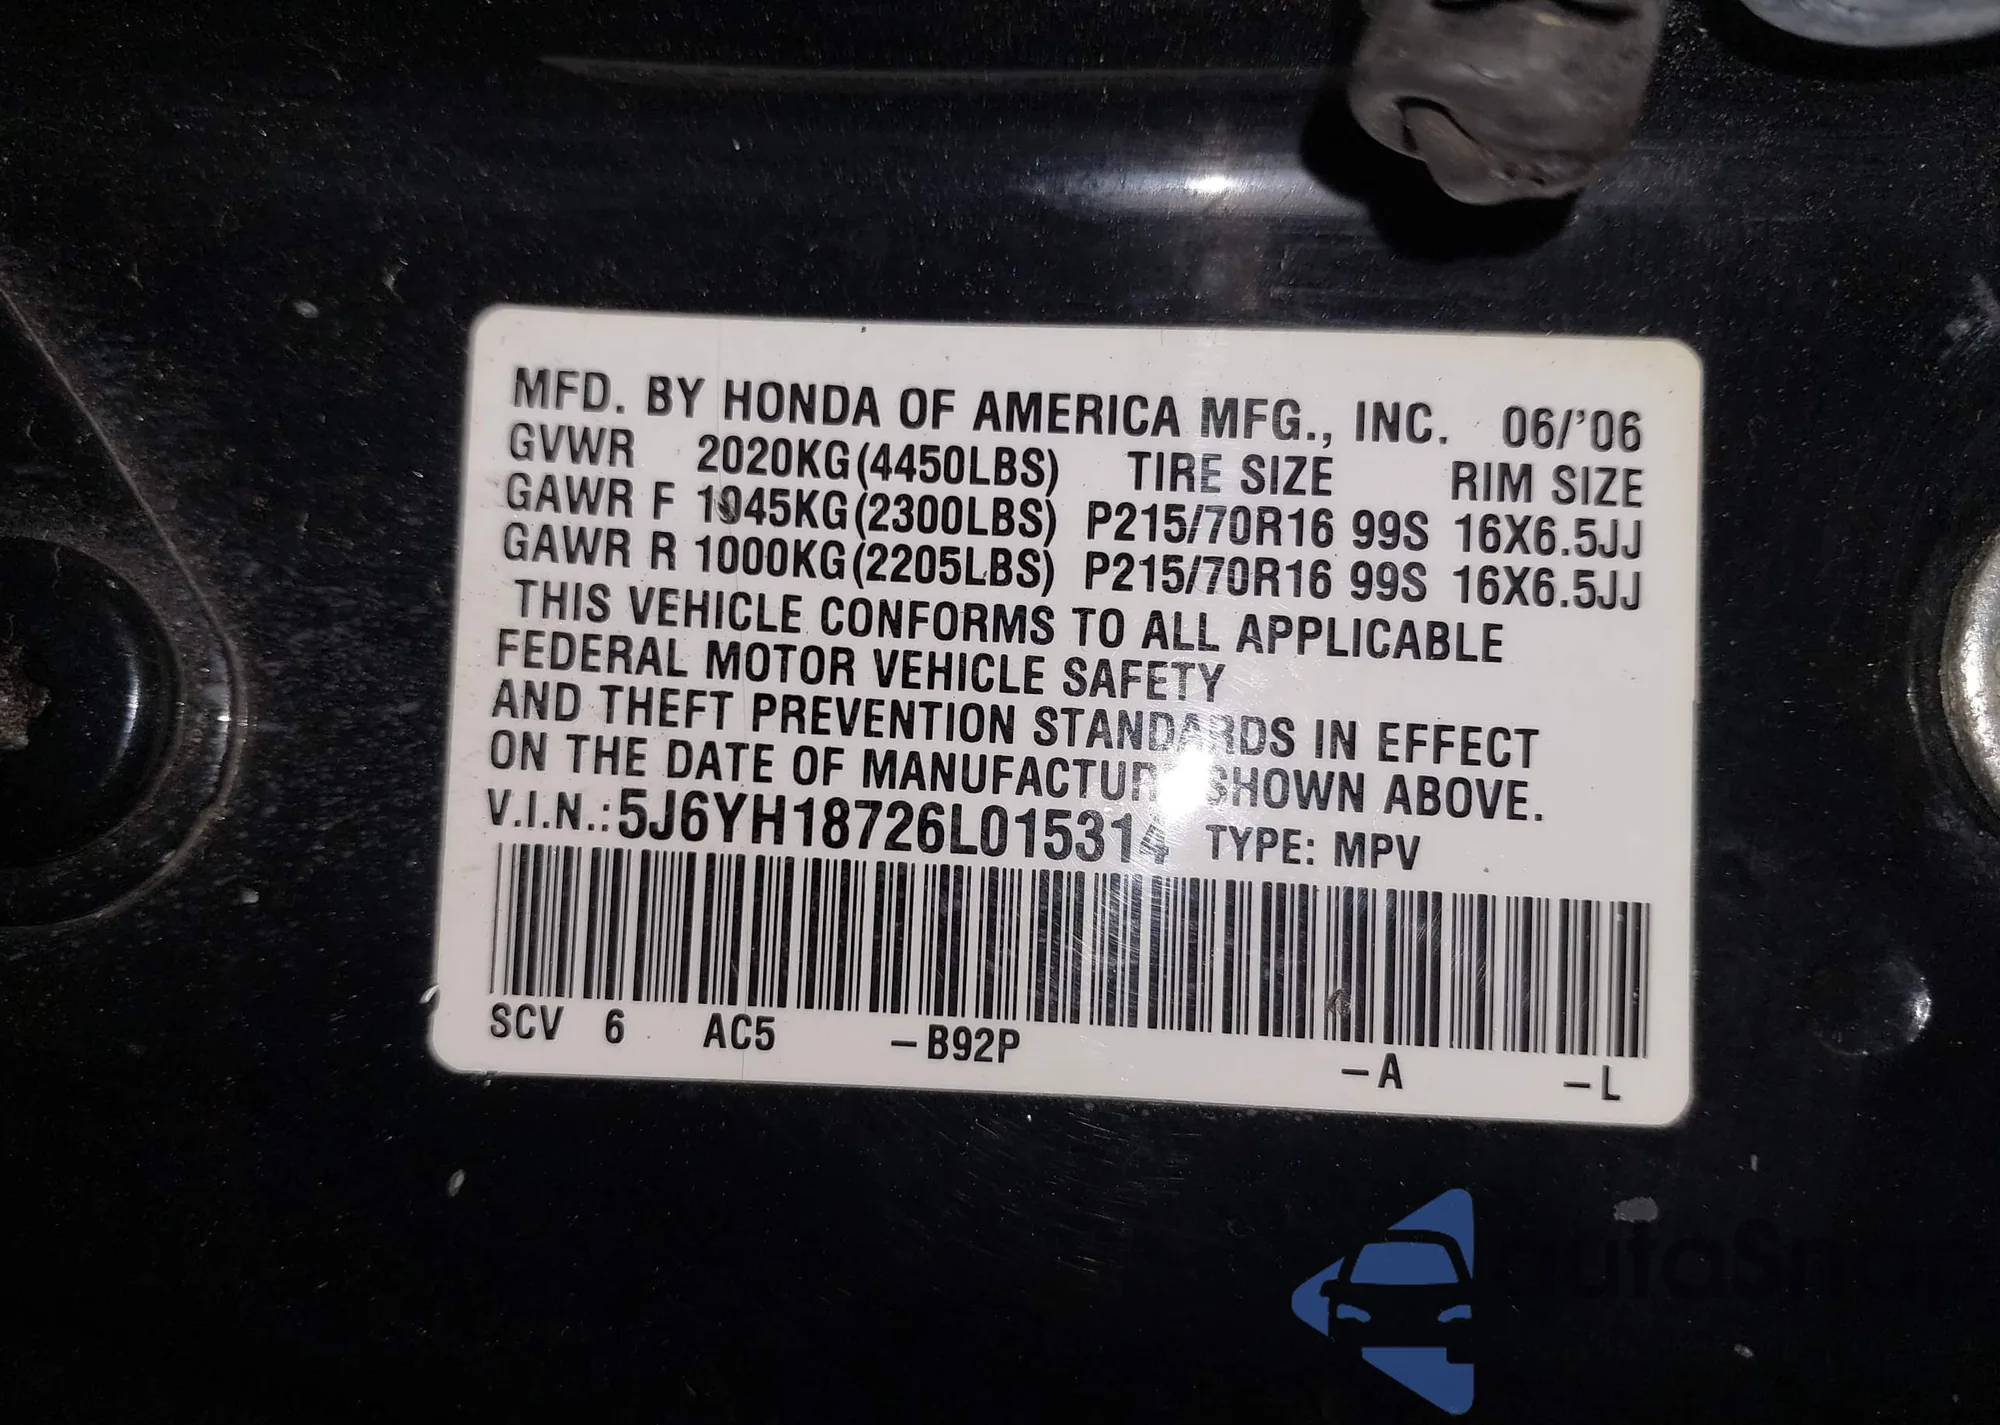 MFD. BY HONDA OF AMERICA MFG., INC. 06/'06
GVWR 2020KG(4450LBS) TIRE SIZE RIM SIZE
GAWR F 1045KG(2300LBS) P215/70R16 99S 16X6.5JJ
GAWR R 1000KG(2205LBS) P215/70R16 99S 16X6.5JJ
THIS VEHICLE CONFORMS TO ALL APPLICABLE
FEDERAL MOTOR VEHICLE SAFETY
AND THEFT PREVENTION STANDARDS IN EFFECT
ON THE DATE OF MANUFACTURE SHOWN ABOVE.
V.I.N.: 5J6YH18726L015314 TYPE: MPV
SCV 6 AC5 –B92P –A –L
autoSnap